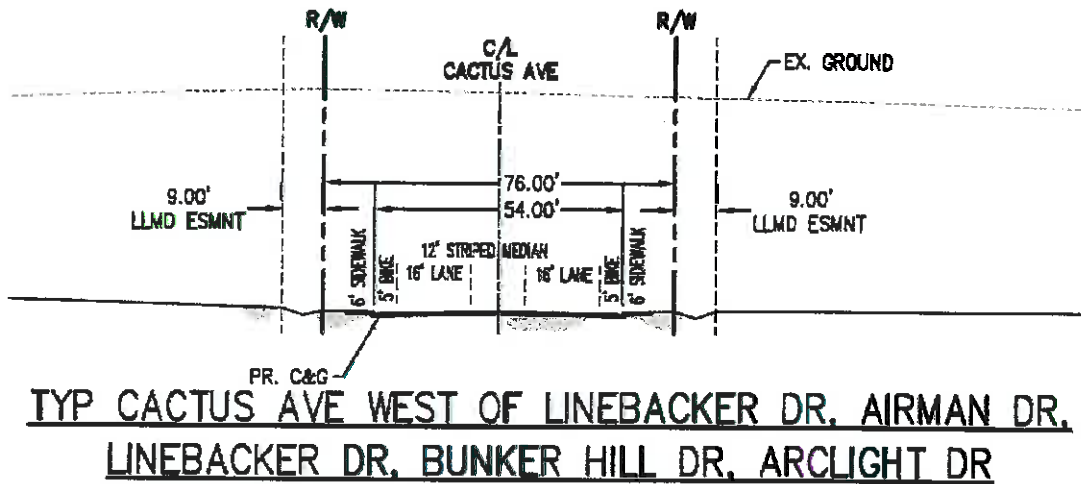 R/W
R/W
C/L
CACTUS AVE
EX. GROUND
76.00'
54.00'
9.00'
LLMD ESMNT
9.00'
LLMD ESMNT
6' SIDEWALK
5' BIKE
12' STRIPED MEDIAN
16' LANE
16' LANE
5' BIKE
6' SIDEWALK
PR. C&G
TYP CACTUS AVE WEST OF LINEBACKER DR, AIRMAN DR,
LINEBACKER DR, BUNKER HILL DR, ARCLIGHT DR